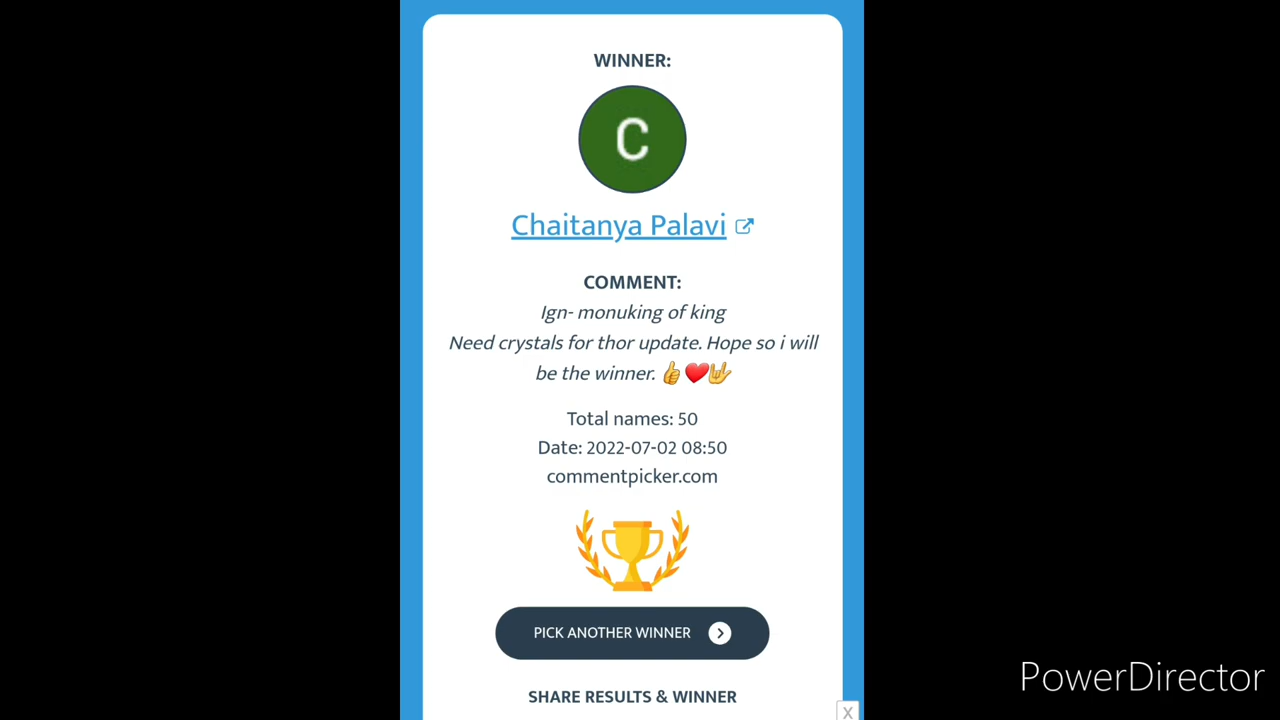 WINNER:
C
Chaitanya Palavi
COMMENT:
Ign- monuking of king
Need crystals for thor update. Hope so i will
be the winner. 👍❤️🤟
Total names: 50
Date: 2022-07-02 08:50
commentpicker.com
PICK ANOTHER WINNER
SHARE RESULTS & WINNER
X
PowerDirector